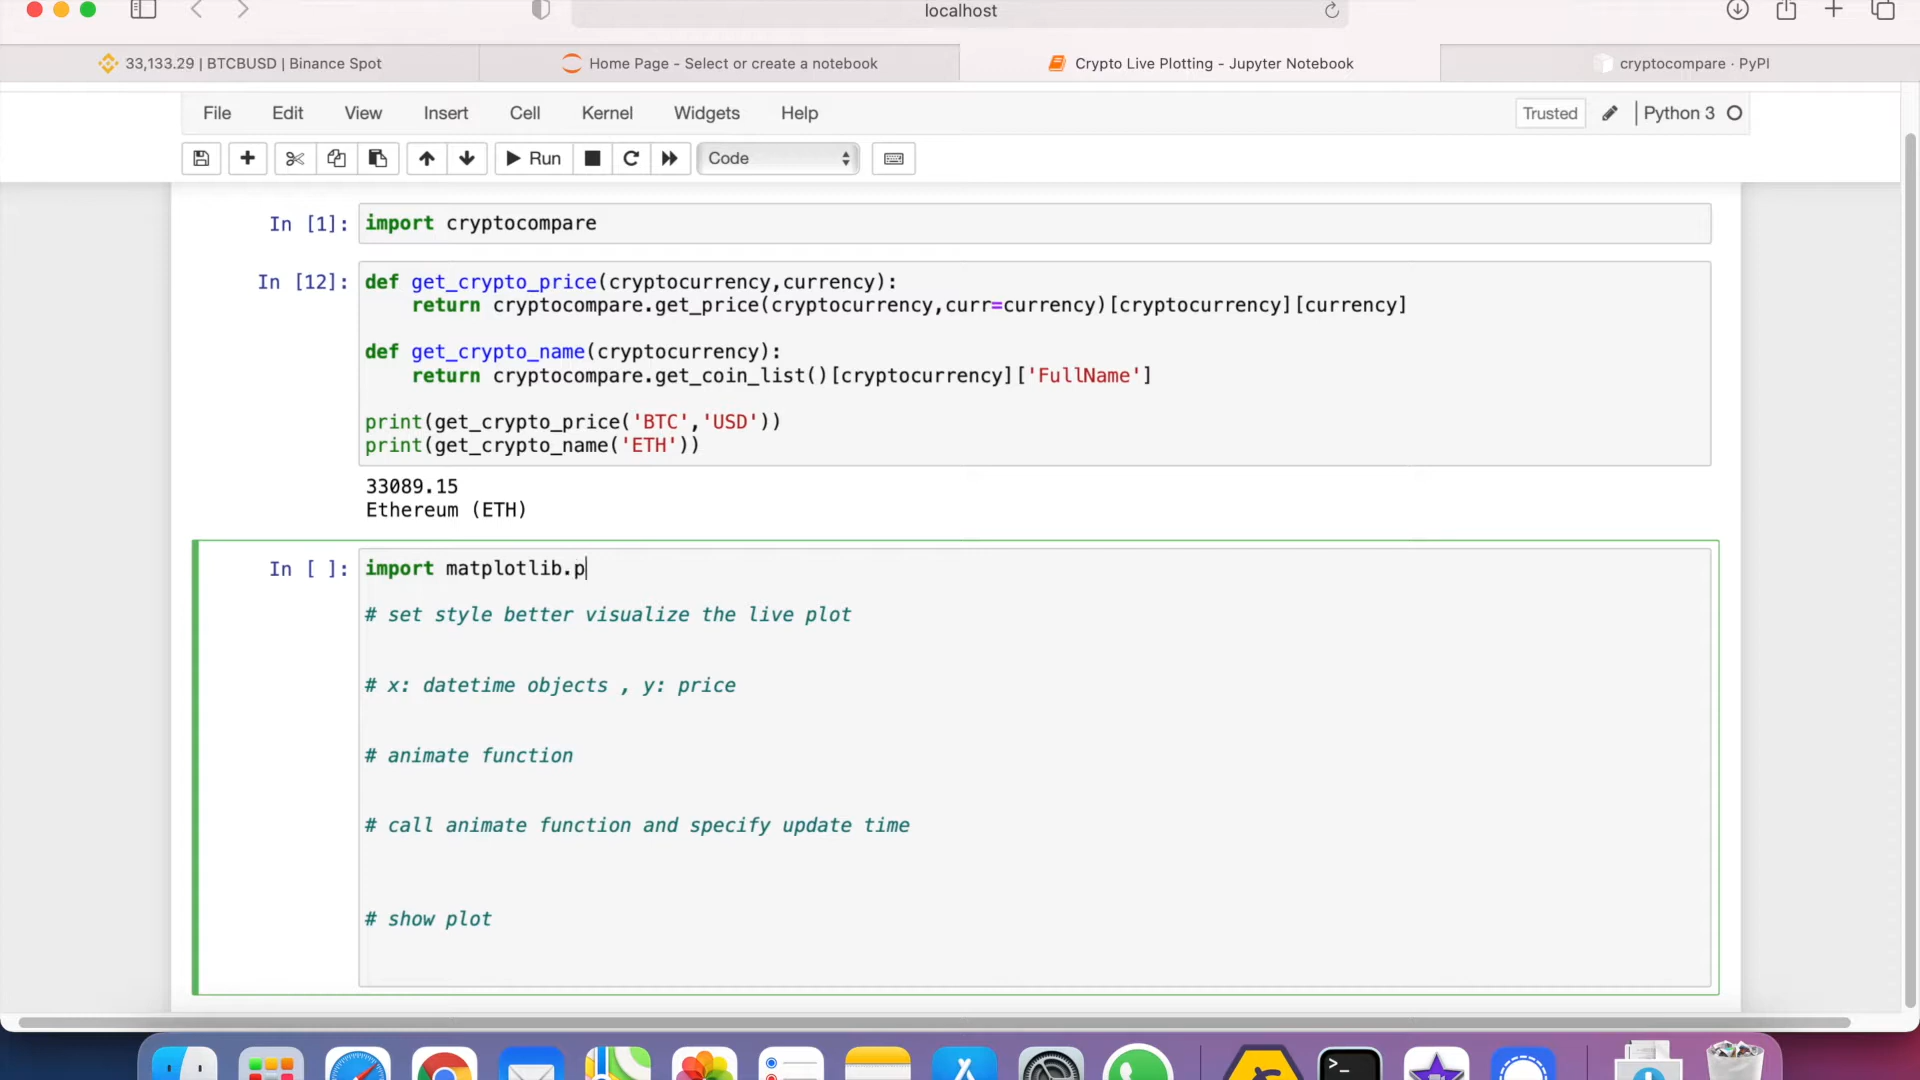 localhost
33,133.29 | BTCBUSD | Binance Spot
Home Page - Select or create a notebook
Crypto Live Plotting - Jupyter Notebook
cryptocompare · PyPI
File Edit View Insert Cell Kernel Widgets Help
Trusted
Python 3
Run
Code
In [1]: import cryptocompare
In [12]: def get_crypto_price(cryptocurrency,currency):
return cryptocompare.get_price(cryptocurrency,curr=currency)[cryptocurrency][currency]
def get_crypto_name(cryptocurrency):
return cryptocompare.get_coin_list()[cryptocurrency]['FullName']
print(get_crypto_price('BTC','USD'))
print(get_crypto_name('ETH'))
33089.15
Ethereum (ETH)
In [ ]: import matplotlib.p
# set style better visualize the live plot
# x: datetime objects , y: price
# animate function
# call animate function and specify update time
# show plot